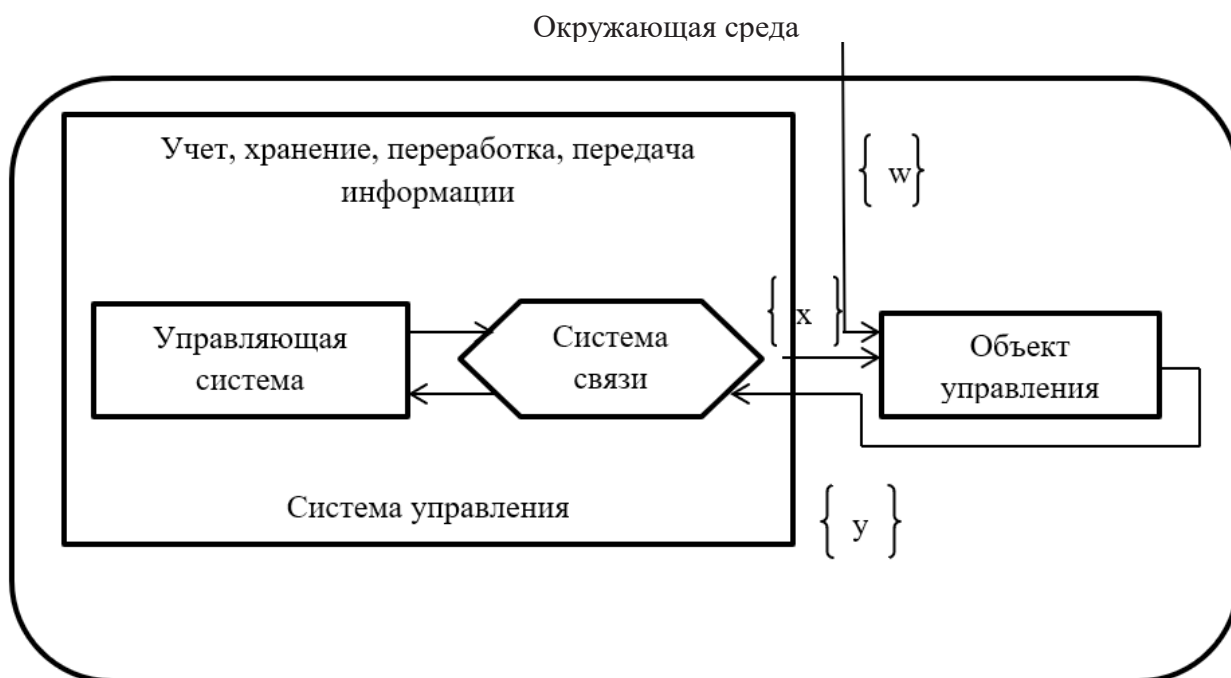 Окружающая среда
Учет, хранение, переработка, передача
информации
{ w }
{ x }
Управляющая
система
Система
связи
Объект
управления
Система управления
{ y }